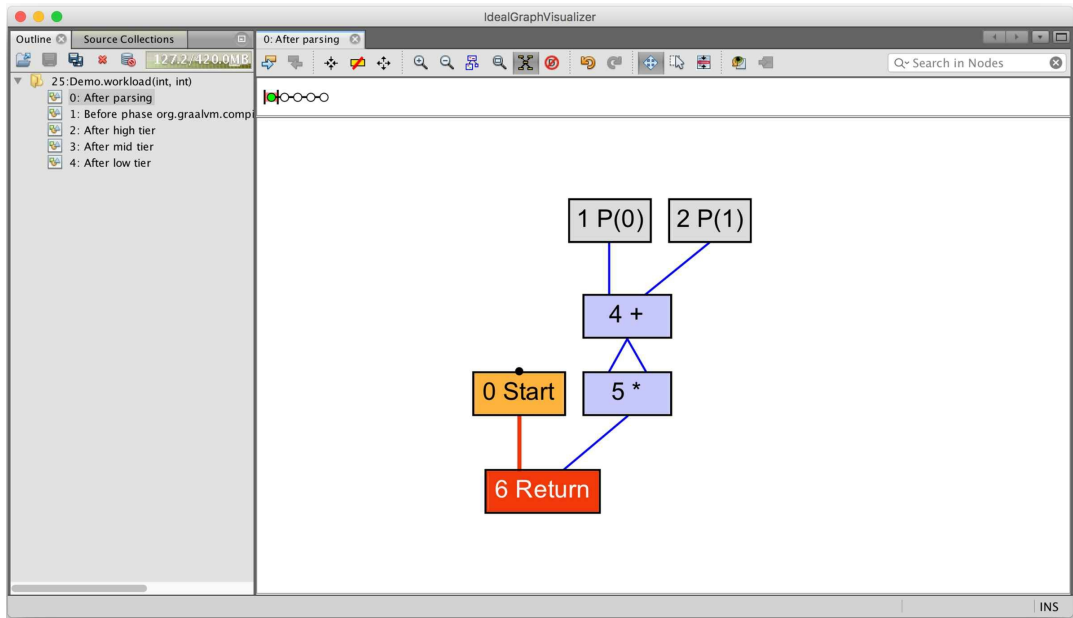 IdealGraphVisualizer
Outline Source Collections
127.2/420.0MB
25:Demo.workload(int, int)
0: After parsing
1: Before phase org.graalvm.compi
2: After high tier
3: After mid tier
4: After low tier
0: After parsing
Search in Nodes
1 P(0) 2 P(1)
4 +
0 Start 5 *
6 Return
INS